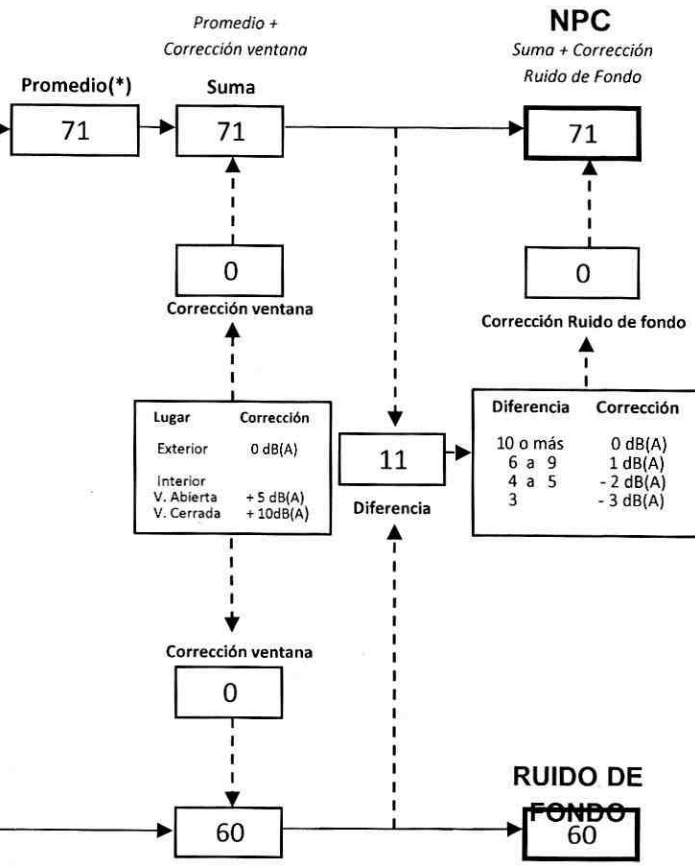 Promedio +
Corrección ventana
NPC
Suma + Corrección
Ruido de Fondo
Promedio(*)
Suma
71
71
71
0
Corrección ventana
0
Corrección Ruido de fondo
Lugar Corrección
Exterior 0 dB(A)
Interior
V. Abierta + 5 dB(A)
V. Cerrada + 10dB(A)
11
Diferencia
Diferencia Corrección
10 o más 0 dB(A)
6 a 9 1 dB(A)
4 a 5 - 2 dB(A)
3 - 3 dB(A)
Corrección ventana
0
60
RUIDO DE
FONDO
60